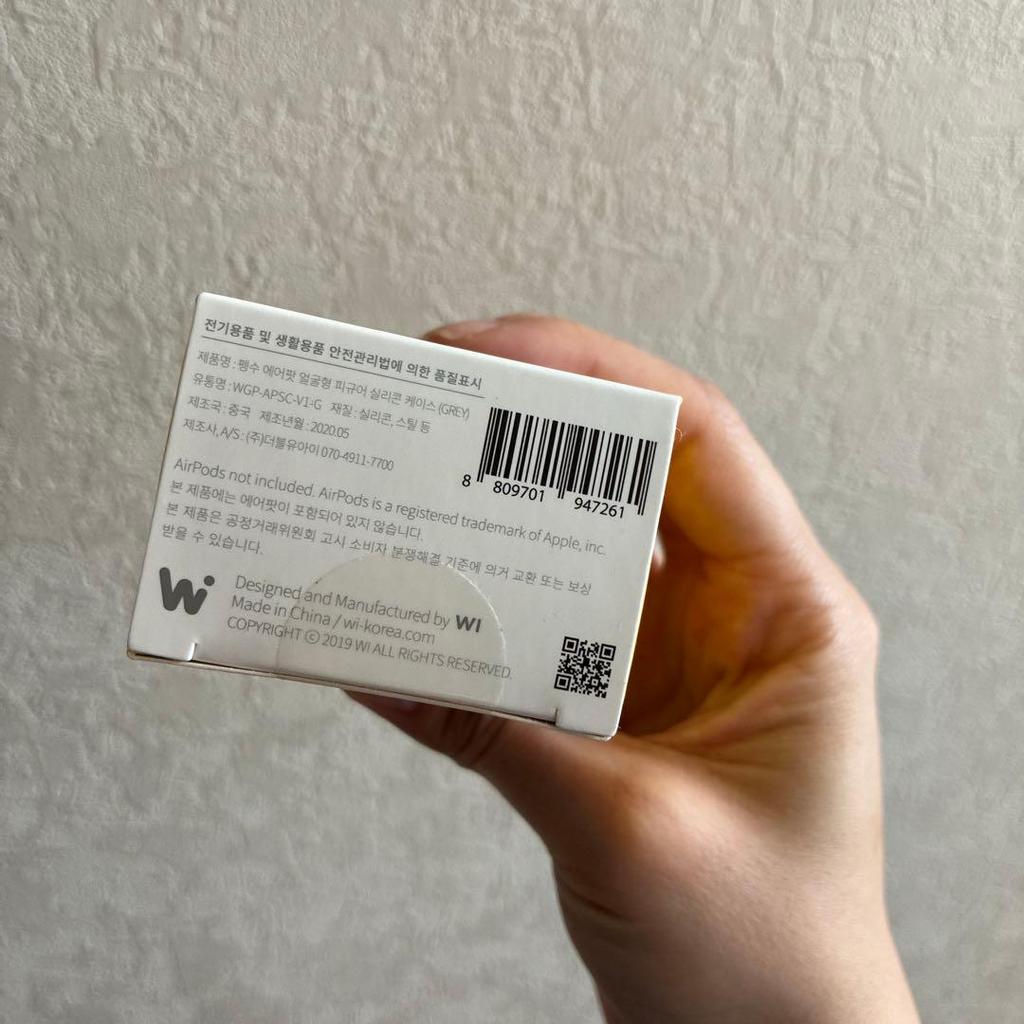 전기용품 및 생활용품 안전관리법에 의한 품질표시
제품명 : 펭수 에어팟 얼굴형 피규어 실리콘 케이스 (GREY)
유통명 : WGP-APSC-V1-G 재질 : 실리콘, 스틸 등
제조국 : 중국 제조년월 : 2020.05
제조사, A/S : (주)더블유아이 070-4911-7700
8 809701 947261
AirPods not included. AirPods is a registered trademark of Apple, inc.
본 제품에는 에어팟이 포함되어 있지 않습니다.
본 제품은 공정거래위원회 고시 소비자 분쟁해결 기준에 의거 교환 또는 보상
받을 수 있습니다.
Wi
Designed and Manufactured by WI
Made in China / wi-korea.com
COPYRIGHT ⓒ 2019 WI ALL RIGHTS RESERVED.